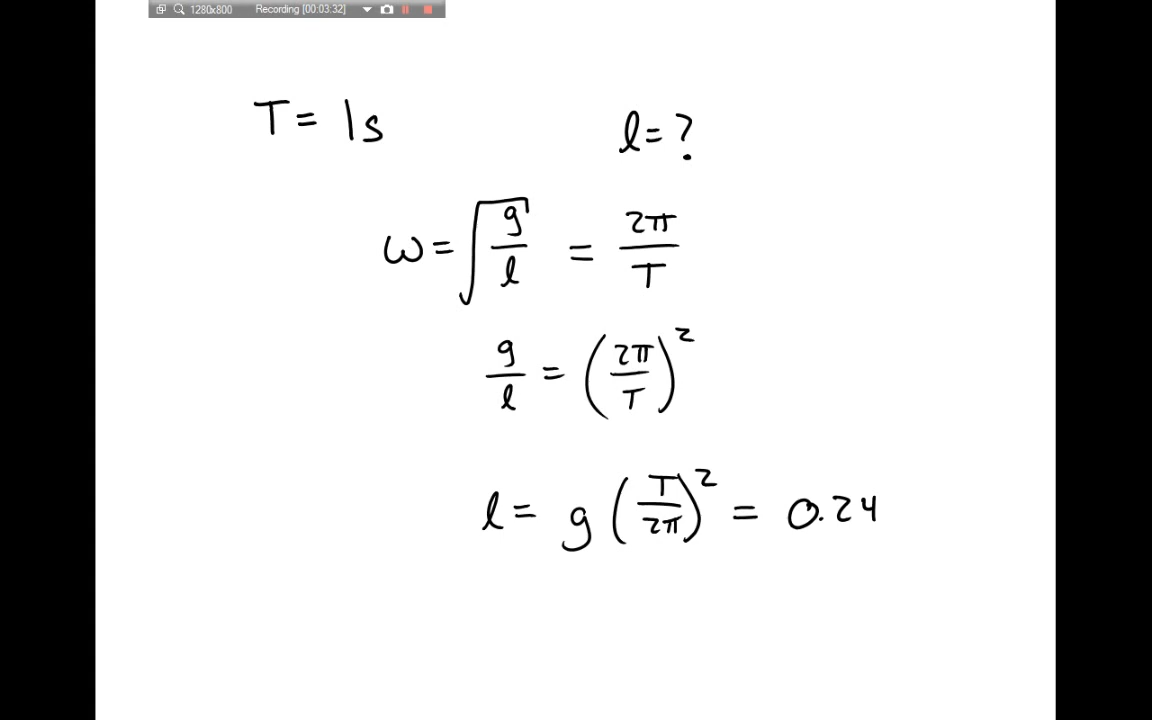 1280x800 Recording [00:03:32]
T = 1s l = ?
ω = √(g/l) = 2π/T
g/l = (2π/T)²
l = g (T/2π)² = 0.24